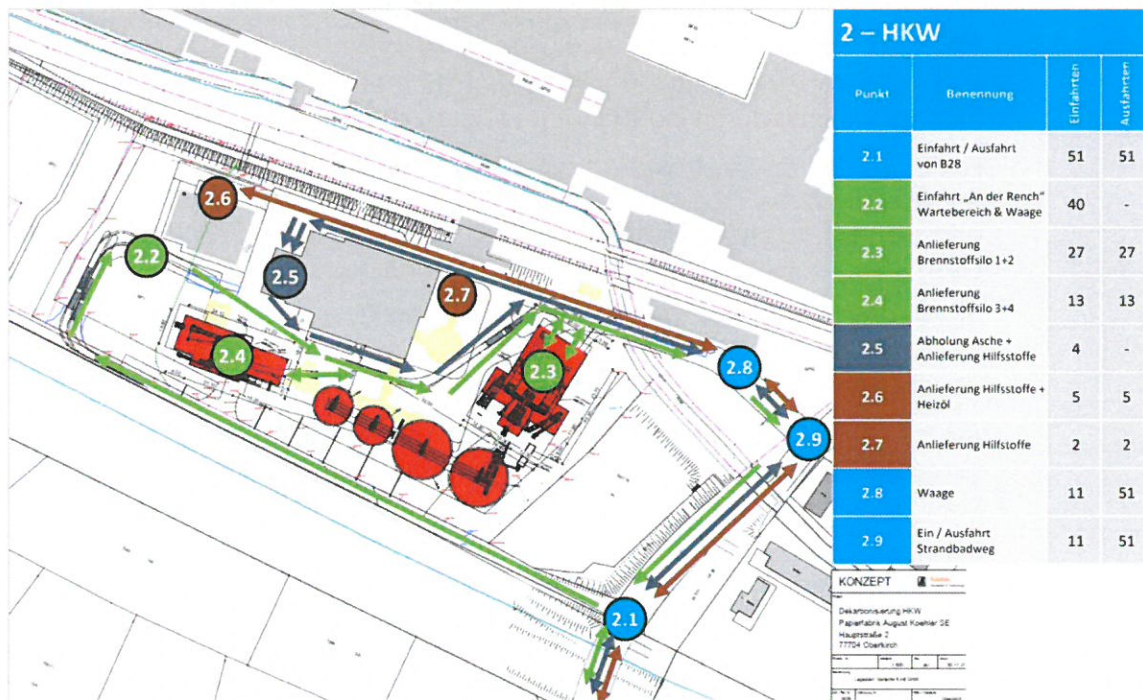 2 – HKW
Punkt Benennung Einfahrten Ausfahrten
2.1 Einfahrt / Ausfahrt von B28 51 51
2.2 Einfahrt „An der Rench“ Wartebereich & Waage 40 -
2.3 Anlieferung Brennstoffsilo 1+2 27 27
2.4 Anlieferung Brennstoffsilo 3+4 13 13
2.5 Abholung Asche + Anlieferung Hilfsstoffe 4 -
2.6 Anlieferung Hilfsstoffe + Heizöl 5 5
2.7 Anlieferung Hilfstoffe 2 2
2.8 Waage 11 51
2.9 Ein / Ausfahrt Strandbadweg 11 51
2.6
2.2
2.5
2.7
2.4
2.3
2.8
2.9
2.1
KONZEPT
Dekarbonisierung HKW
Papierfabrik August Koehler SE
Hauptstraße 2
77704 Oberkirch